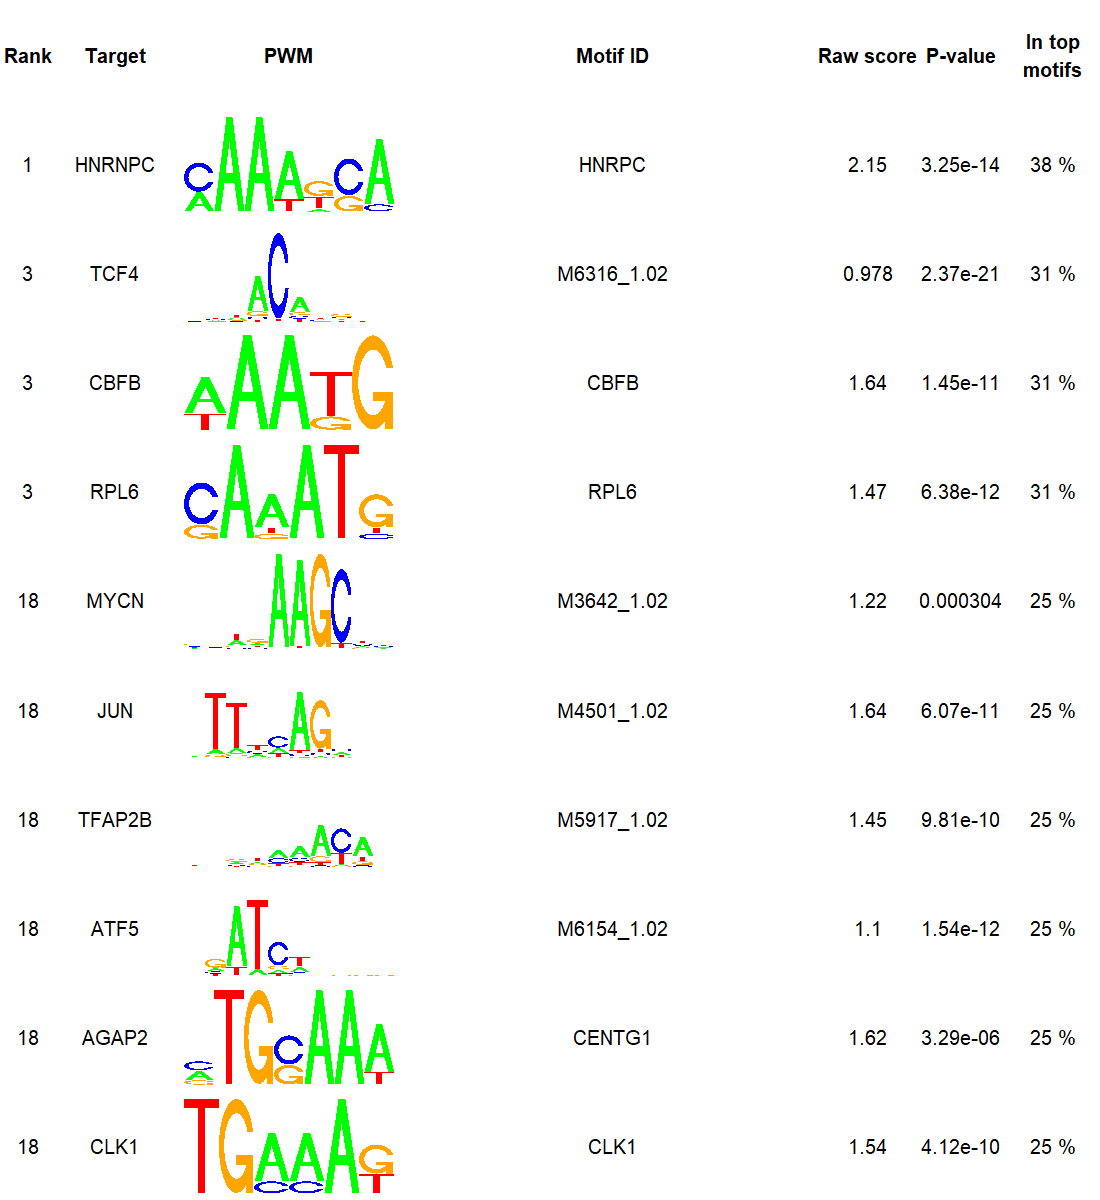 Rank Target PWM Motif ID Raw score P-value In top motifs
1 HNRNPC HNRPC 2.15 3.25e-14 38 %
3 TCF4 M6316_1.02 0.978 2.37e-21 31 %
3 CBFB CBFB 1.64 1.45e-11 31 %
3 RPL6 RPL6 1.47 6.38e-12 31 %
18 MYCN M3642_1.02 1.22 0.000304 25 %
18 JUN M4501_1.02 1.64 6.07e-11 25 %
18 TFAP2B M5917_1.02 1.45 9.81e-10 25 %
18 ATF5 M6154_1.02 1.1 1.54e-12 25 %
18 AGAP2 CENTG1 1.62 3.29e-06 25 %
18 CLK1 CLK1 1.54 4.12e-10 25 %